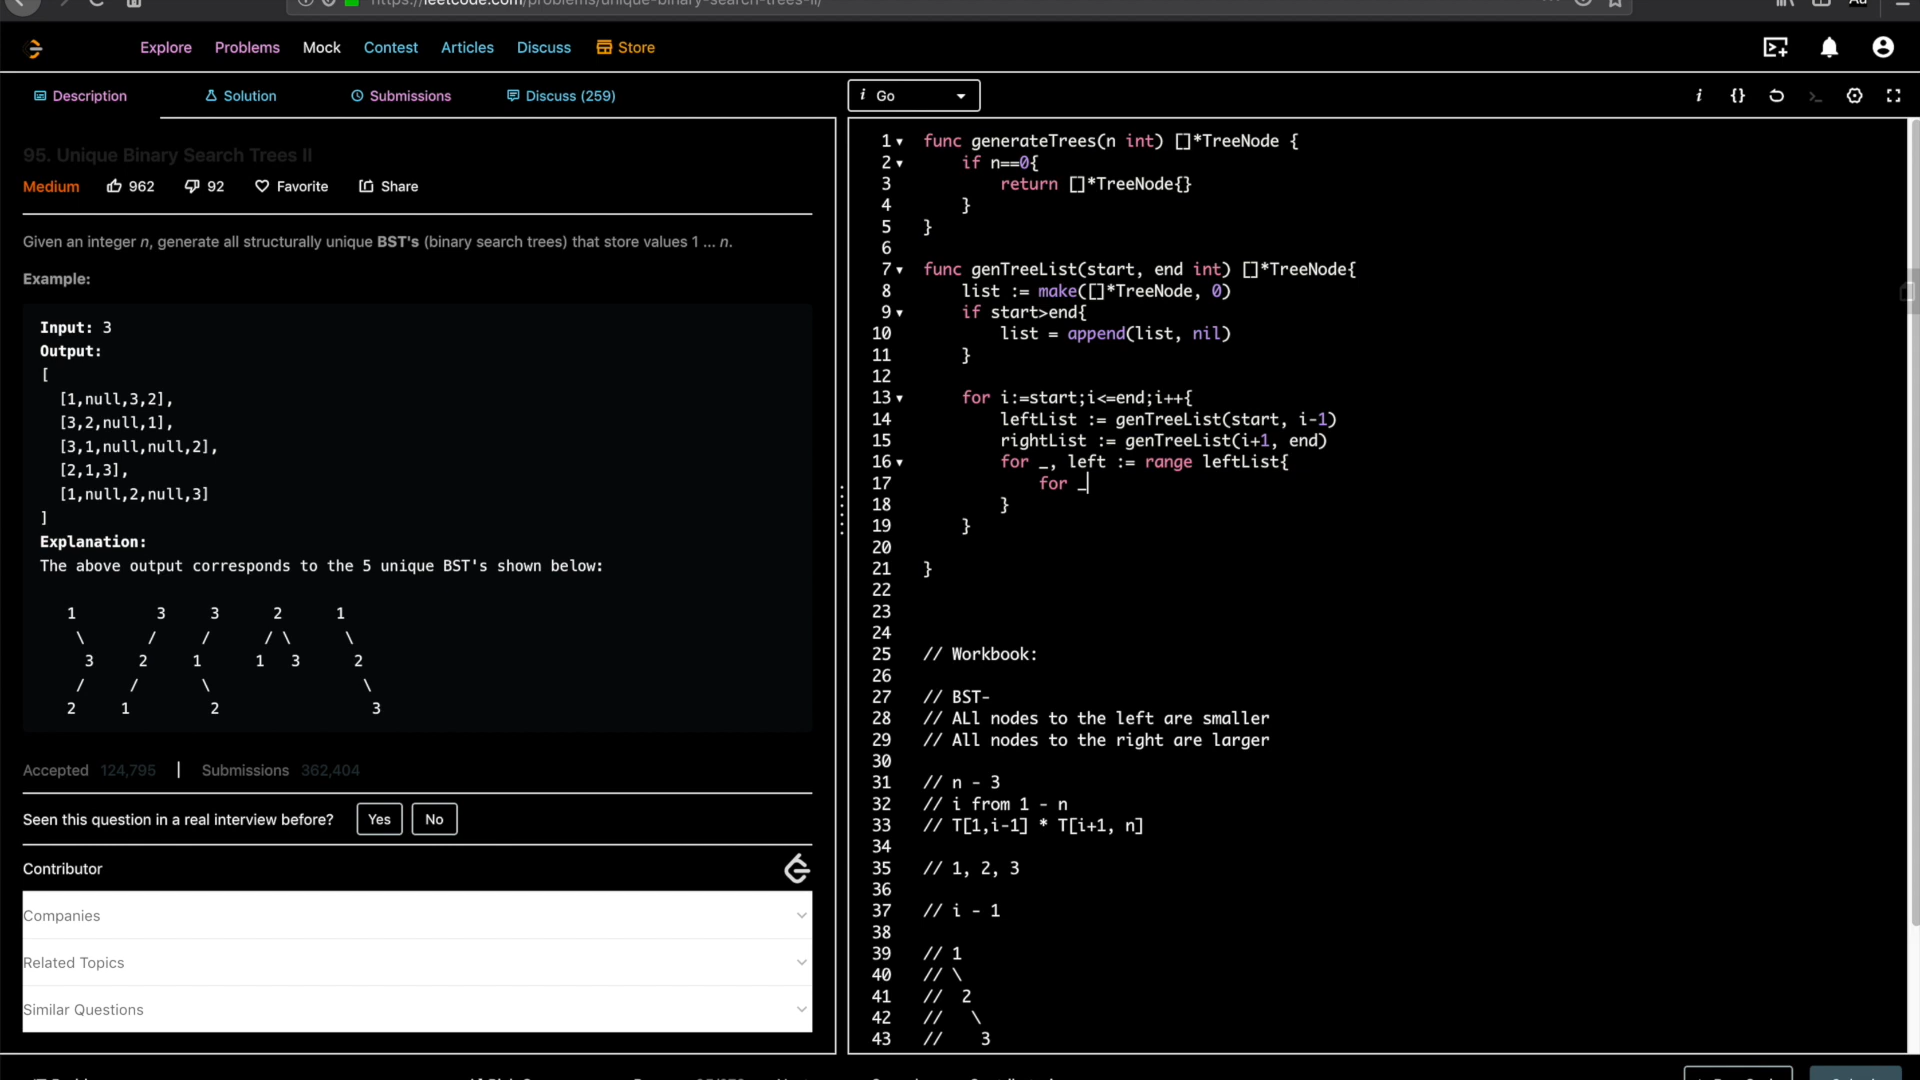 https://leetcode.com/problems/unique-binary-search-trees-ii/
Explore Problems Mock Contest Articles Discuss Store
Description Solution Submissions Discuss (259)
95. Unique Binary Search Trees II
Medium 962 92 Favorite Share
Given an integer n, generate all structurally unique BST's (binary search trees) that store values 1 ... n.
Example:
Input: 3
Output:
[
[1,null,3,2],
[3,2,null,1],
[3,1,null,null,2],
[2,1,3],
[1,null,2,null,3]
]
Explanation:
The above output corresponds to the 5 unique BST's shown below:
1 3 3 2 1
\ / / / \ \
3 2 1 1 3 2
/ / \ \
2 1 2 3
Accepted 124,795 | Submissions 362,404
Seen this question in a real interview before? Yes No
Contributor
Companies
Related Topics
Similar Questions
i Go
i {}
1 func generateTrees(n int) []*TreeNode {
2 if n==0{
3 return []*TreeNode{}
4 }
5 }
6
7 func genTreeList(start, end int) []*TreeNode{
8 list := make([]*TreeNode, 0)
9 if start>end{
10 list = append(list, nil)
11 }
12
13 for i:=start;i<=end;i++{
14 leftList := genTreeList(start, i-1)
15 rightList := genTreeList(i+1, end)
16 for _, left := range leftList{
17 for _
18 }
19 }
20
21 }
22
23
24
25 // Workbook:
26
27 // BST-
28 // ALl nodes to the left are smaller
29 // All nodes to the right are larger
30
31 // n - 3
32 // i from 1 - n
33 // T[1,i-1] * T[i+1, n]
34
35 // 1, 2, 3
36
37 // i - 1
38
39 // 1
40 // \
41 // 2
42 // \
43 // 3